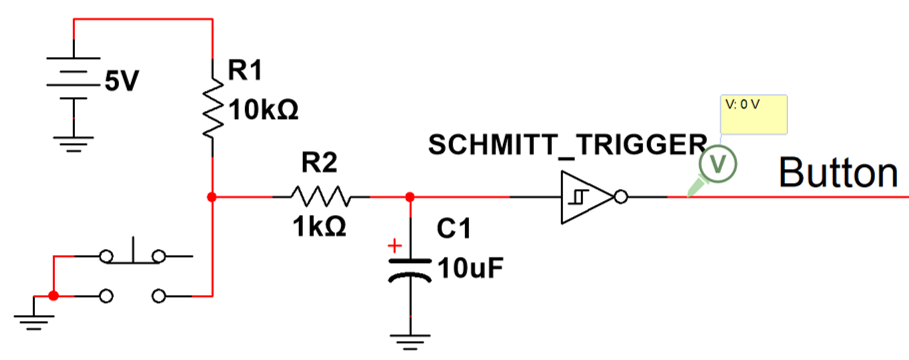 5V
R1
10kΩ
R2
1kΩ
+
C1
10uF
SCHMITT_TRIGGER
V: 0 V
V
Button